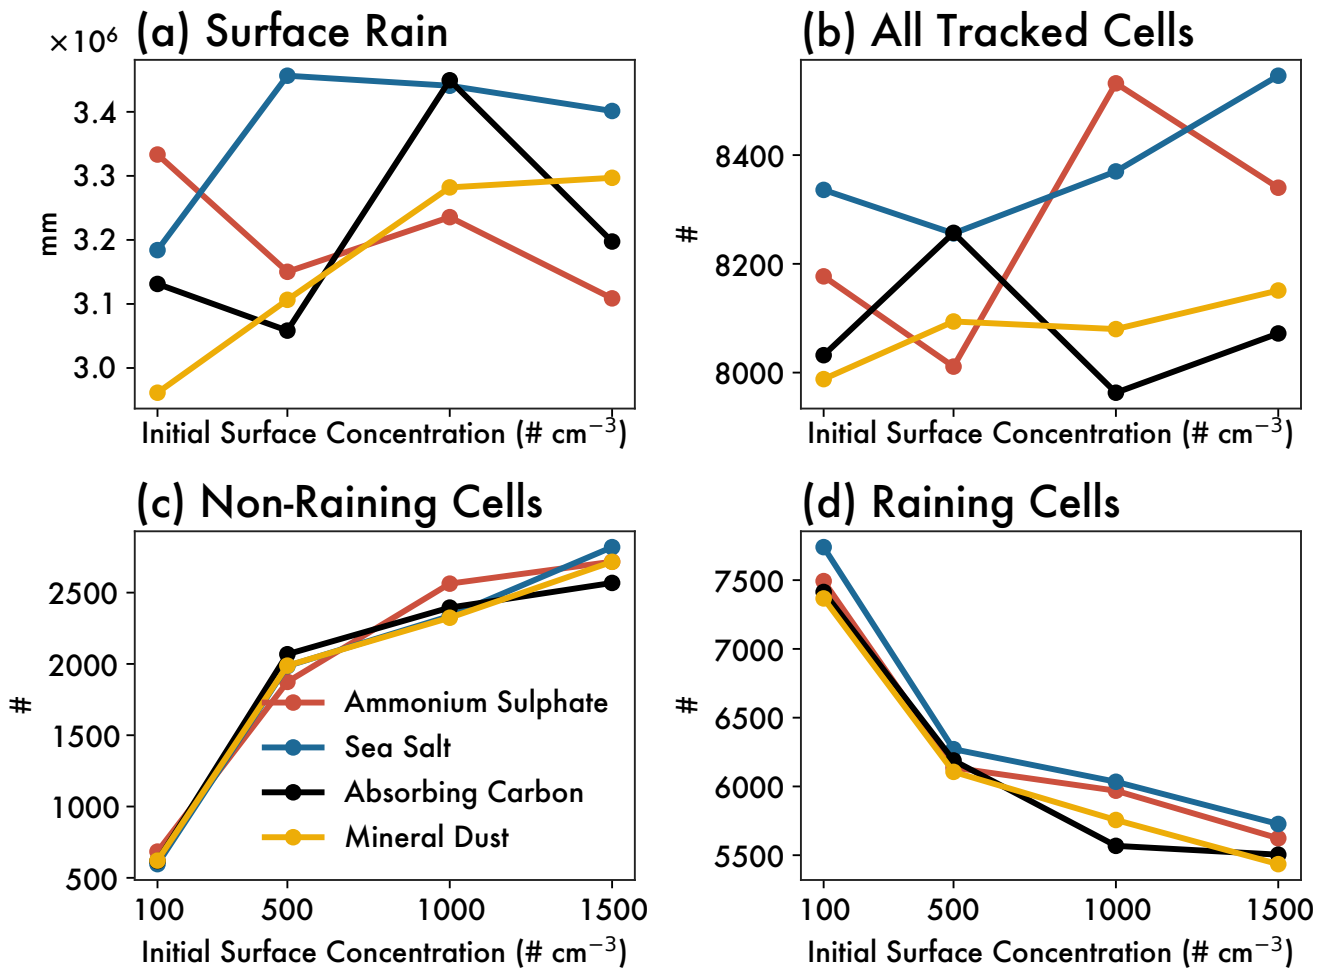 ×10⁶ (a) Surface Rain
mm
3.4
3.3
3.2
3.1
3.0
Initial Surface Concentration (# cm⁻³)
(b) All Tracked Cells
#
8400
8200
8000
Initial Surface Concentration (# cm⁻³)
(c) Non-Raining Cells
#
2500
2000
1500
1000
500
Ammonium Sulphate
Sea Salt
Absorbing Carbon
Mineral Dust
100 500 1000 1500
Initial Surface Concentration (# cm⁻³)
(d) Raining Cells
#
7500
7000
6500
6000
5500
100 500 1000 1500
Initial Surface Concentration (# cm⁻³)